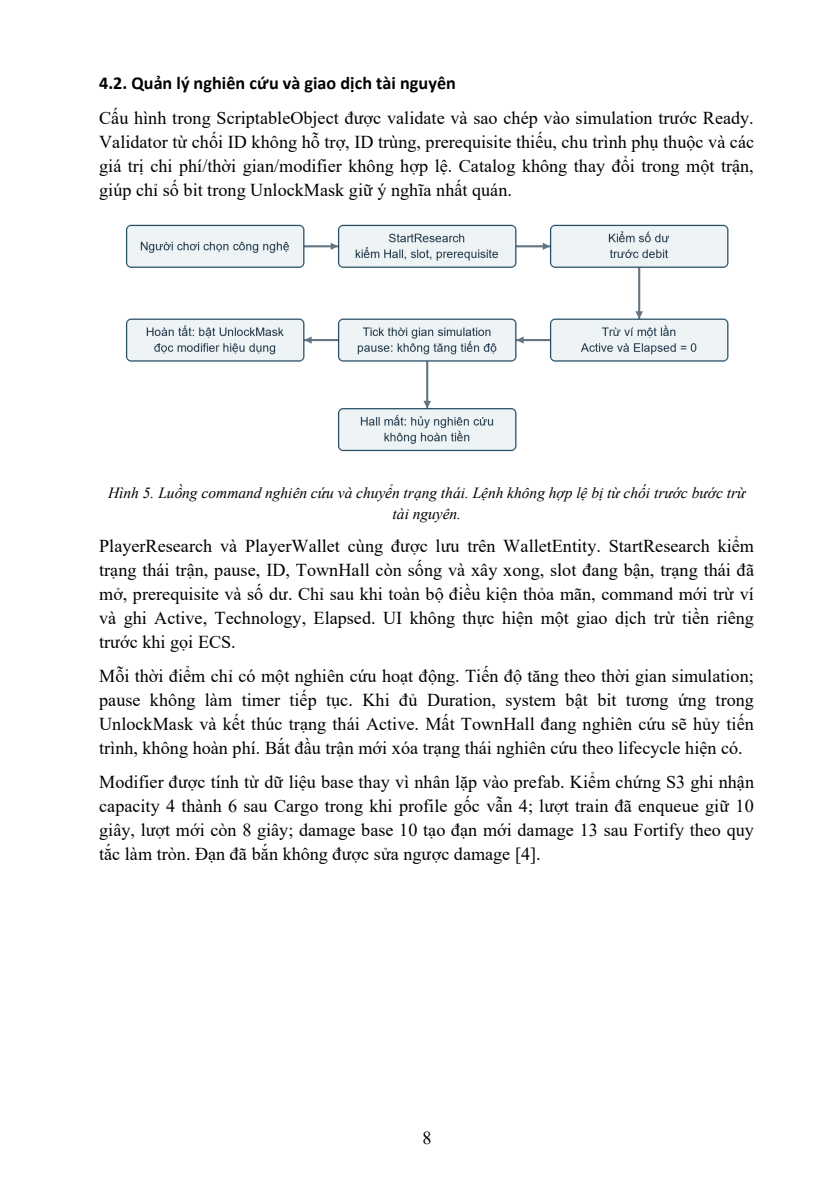 4.2. Quản lý nghiên cứu và giao dịch tài nguyên
Cấu hình trong ScriptableObject được validate và sao chép vào simulation trước Ready.
Validator từ chối ID không hỗ trợ, ID trùng, prerequisite thiếu, chu trình phụ thuộc và các
giá trị chi phí/thời gian/modifier không hợp lệ. Catalog không thay đổi trong một trận,
giúp chỉ số bit trong UnlockMask giữ ý nghĩa nhất quán.
Người chơi chọn công nghệ
StartResearch
kiểm Hall, slot, prerequisite
Kiểm số dư
trước debit
Hoàn tất: bật UnlockMask
đọc modifier hiệu dụng
Tick thời gian simulation
pause: không tăng tiến độ
Trừ ví một lần
Active và Elapsed = 0
Hall mất: hủy nghiên cứu
không hoàn tiền
Hình 5. Luồng command nghiên cứu và chuyển trạng thái. Lệnh không hợp lệ bị từ chối trước bước trừ
tài nguyên.
PlayerResearch và PlayerWallet cùng được lưu trên WalletEntity. StartResearch kiểm
trạng thái trận, pause, ID, TownHall còn sống và xây xong, slot đang bận, trạng thái đã
mở, prerequisite và số dư. Chỉ sau khi toàn bộ điều kiện thỏa mãn, command mới trừ ví
và ghi Active, Technology, Elapsed. UI không thực hiện một giao dịch trừ tiền riêng
trước khi gọi ECS.
Mỗi thời điểm chỉ có một nghiên cứu hoạt động. Tiến độ tăng theo thời gian simulation;
pause không làm timer tiếp tục. Khi đủ Duration, system bật bit tương ứng trong
UnlockMask và kết thúc trạng thái Active. Mất TownHall đang nghiên cứu sẽ hủy tiến
trình, không hoàn phí. Bắt đầu trận mới xóa trạng thái nghiên cứu theo lifecycle hiện có.
Modifier được tính từ dữ liệu base thay vì nhân lặp vào prefab. Kiểm chứng S3 ghi nhận
capacity 4 thành 6 sau Cargo trong khi profile gốc vẫn 4; lượt train đã enqueue giữ 10
giây, lượt mới còn 8 giây; damage base 10 tạo đạn mới damage 13 sau Fortify theo quy
tắc làm tròn. Đạn đã bắn không được sửa ngược damage [4].
8